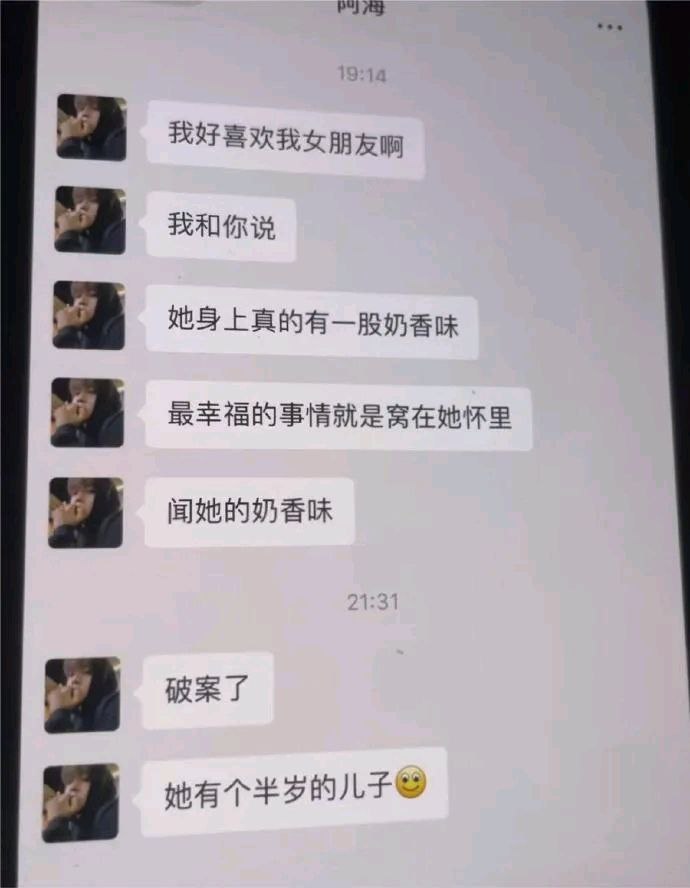 阿海
19:14
我好喜欢我女朋友啊
我和你说
她身上真的有一股奶香味
最幸福的事情就是窝在她怀里
闻她的奶香味
21:31
破案了
她有个半岁的儿子